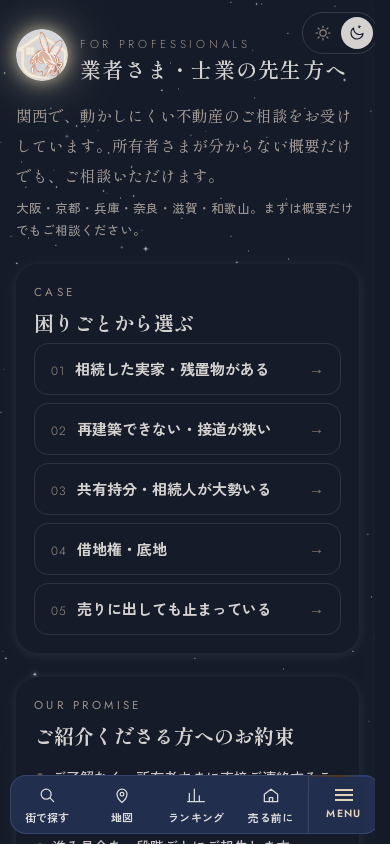 FOR PROFESSIONALS
業者さま・士業の先生方へ
関西で、動かしにくい不動産のご相談をお受け
しています。所有者さまが分からない概要だけ
でも、ご相談いただけます。
大阪・京都・兵庫・奈良・滋賀・和歌山。まずは概要だけ
でもご相談ください。
CASE
困りごとから選ぶ
01 相続した実家・残置物がある →
02 再建築できない・接道が狭い →
03 共有持分・相続人が大勢いる →
04 借地権・底地 →
05 売りに出しても止まっている →
OUR PROMISE
ご紹介くださる方へのお約束
街で探す
地図
ランキング
売る前に
MENU